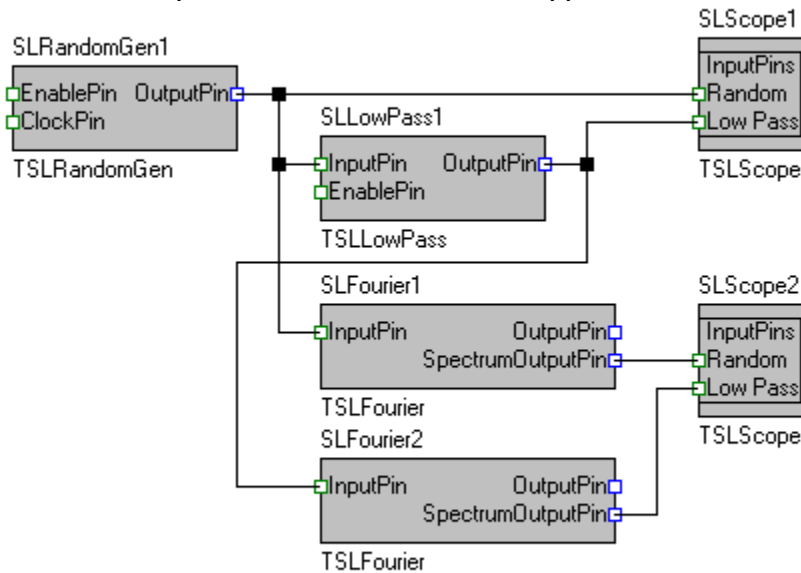 SLScope1
SLRandomGen1
InputPins
EnablePin OutputPin
Random
ClockPin
SLLowPass1
Low Pass
TSLRandomGen
InputPin OutputPin
TSLScope
EnablePin
TSLLowPass
SLFourier1
SLScope2
InputPin OutputPin
InputPins
SpectrumOutputPin
Random
Low Pass
TSLFourier
TSLScope
SLFourier2
InputPin OutputPin
SpectrumOutputPin
TSLFourier